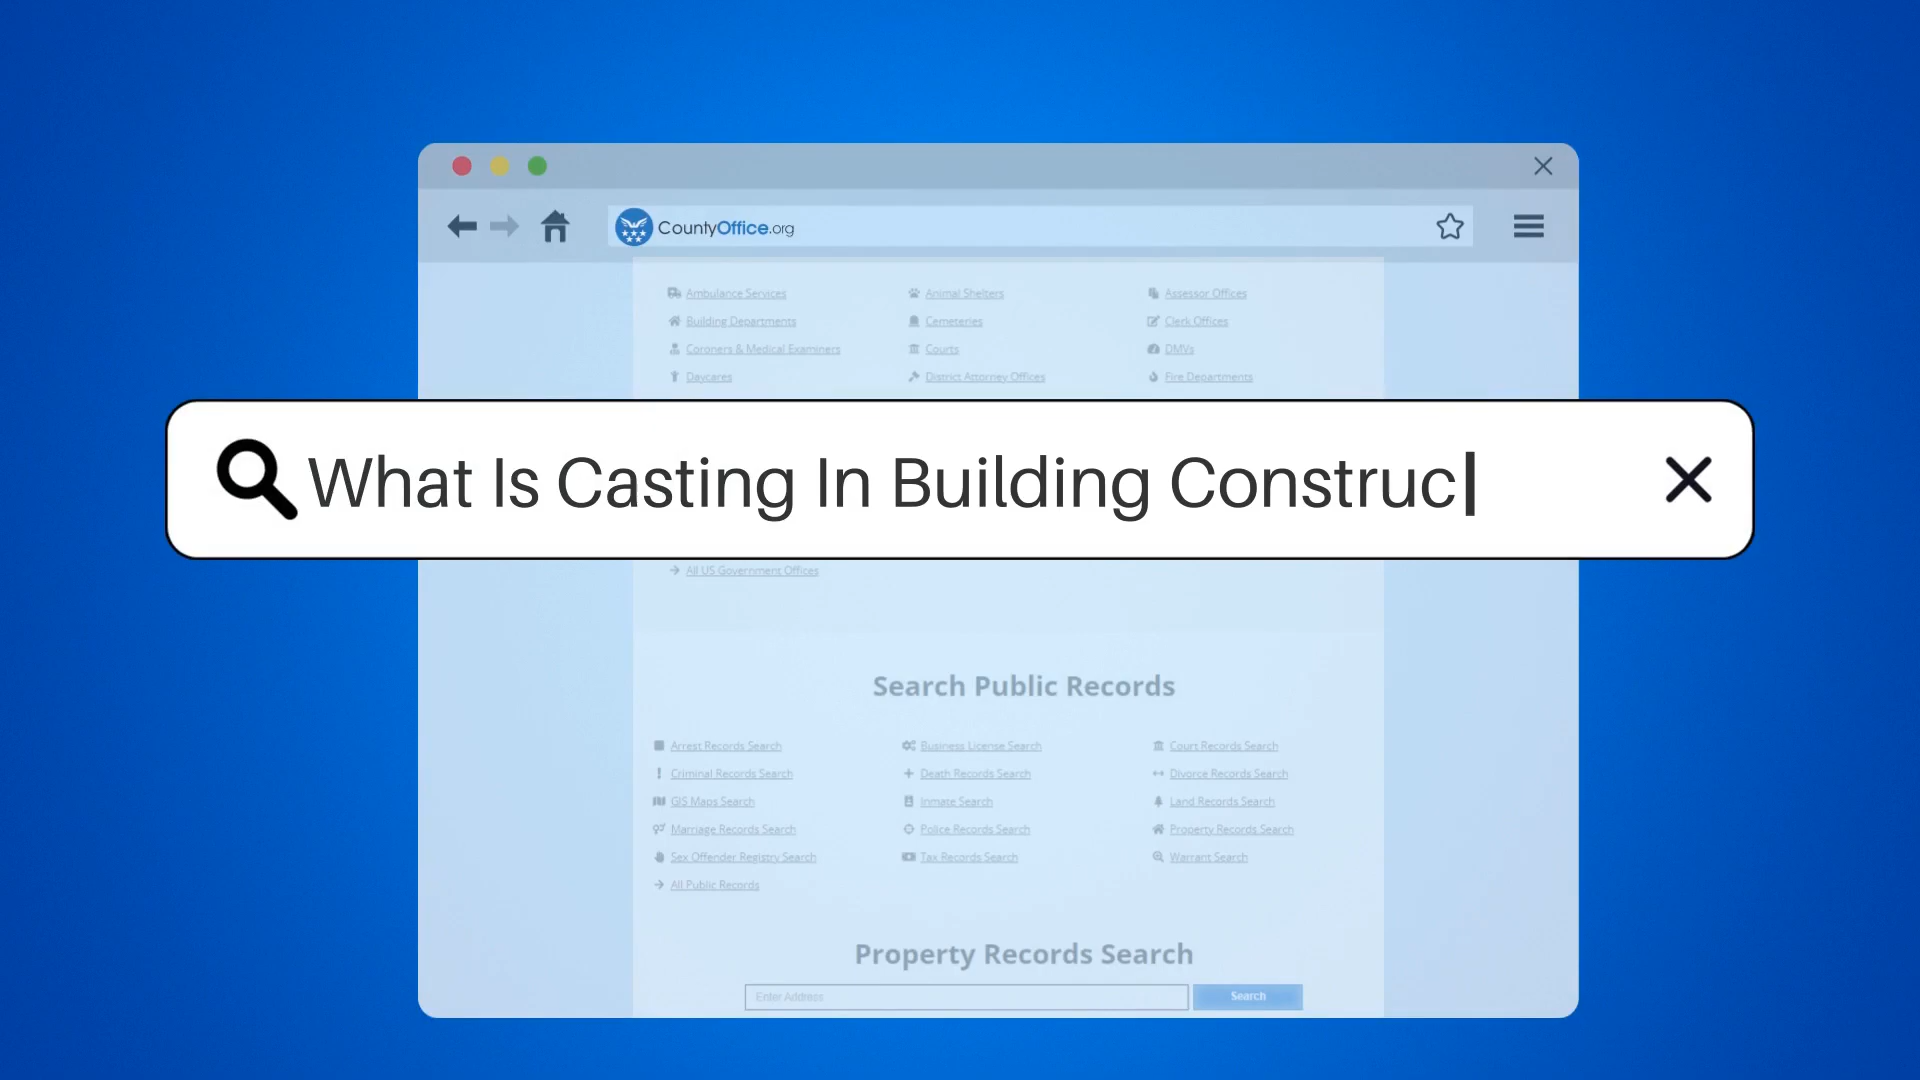 CountyOffice.org
Ambulance Services Animal Shelters Assessor Offices
Building Departments Cemeteries Clerk Offices
Coroners & Medical Examiners Courts DMVs
Daycares District Attorney Offices Fire Departments
What Is Casting In Building Construc
All US Government Offices
Search Public Records
Arrest Records Search Business License Search Court Records Search
Criminal Records Search Death Records Search Divorce Records Search
GIS Maps Search Inmate Search Land Records Search
Marriage Records Search Police Records Search Property Records Search
Sex Offender Registry Search Tax Records Search Warrant Search
All Public Records
Property Records Search
Enter Address Search